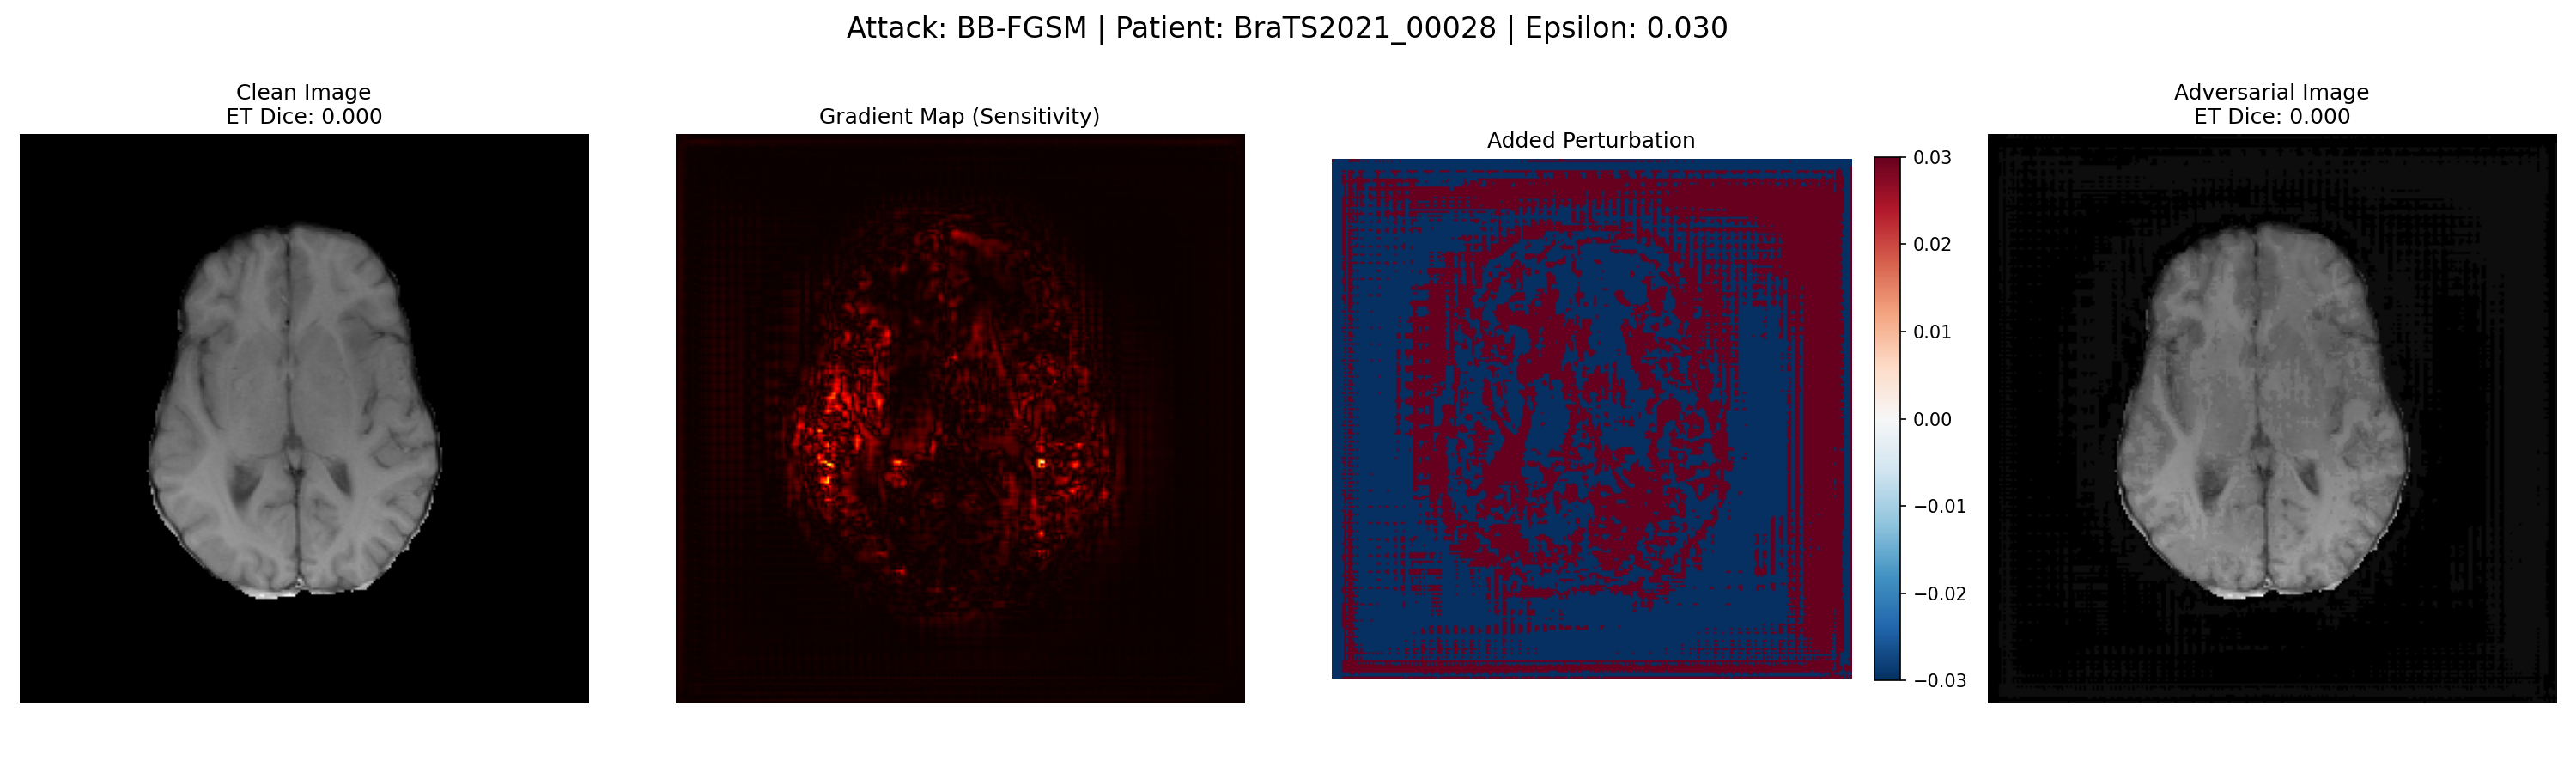 Attack: BB-FGSM | Patient: BraTS2021_00028 | Epsilon: 0.030
Clean Image
ET Dice: 0.000
Gradient Map (Sensitivity)
Added Perturbation
0.03
0.02
0.01
0.00
−0.01
−0.02
−0.03
Adversarial Image
ET Dice: 0.000